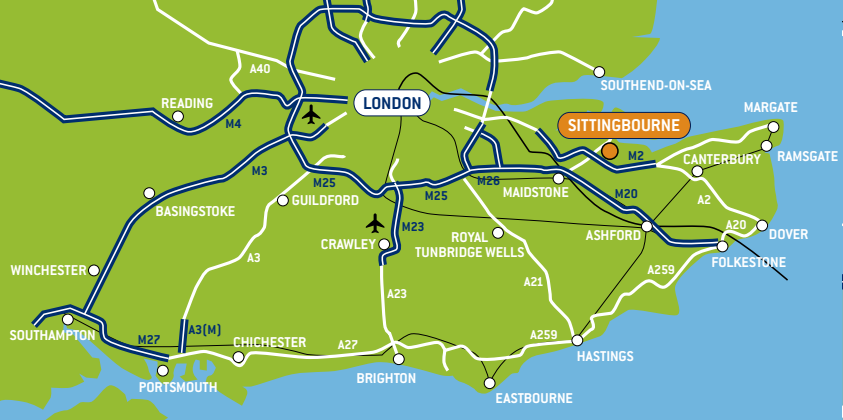 A40
SOUTHEND-ON-SEA
READING
LONDON
MARGATE
M4
SITTINGBOURNE
M3
M25
M25
M26
M2
CANTERBURY
RAMSGATE
MAIDSTONE
M20
BASINGSTOKE
GUILDFORD
A2
M23
A20
CRAWLEY
ROYAL
TUNBRIDGE WELLS
ASHFORD
DOVER
WINCHESTER
A3
FOLKESTONE
A259
A21
A23
SOUTHAMPTON
M27
A3(M)
CHICHESTER
A27
A259
HASTINGS
PORTSMOUTH
BRIGHTON
EASTBOURNE